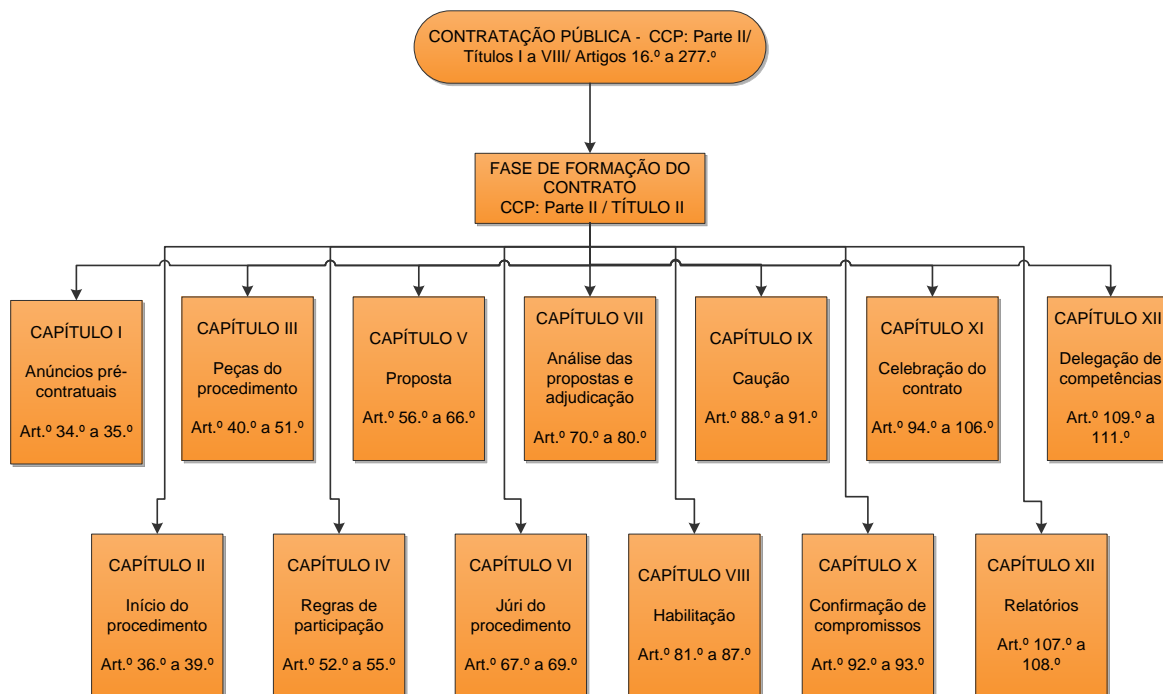 CONTRATAÇÃO PÚBLICA - CCP: Parte II/
Títulos I a VIII/ Artigos 16.º a 277.º
FASE DE FORMAÇÃO DO
CONTRATO
CCP: Parte II / TÍTULO II
CAPÍTULO I
Anúncios pré-
contratuais
Art.º 34.º a 35.º
CAPÍTULO III
Peças do
procedimento
Art.º 40.º a 51.º
CAPÍTULO V
Proposta
Art.º 56.º a 66.º
CAPÍTULO VII
Análise das
propostas e
adjudicação
Art.º 70.º a 80.º
CAPÍTULO IX
Caução
Art.º 88.º a 91.º
CAPÍTULO XI
Celebração do
contrato
Art.º 94.º a 106.º
CAPÍTULO XII
Delegação de
competências
Art.º 109.º a
111.º
CAPÍTULO II
Início do
procedimento
Art.º 36.º a 39.º
CAPÍTULO IV
Regras de
participação
Art.º 52.º a 55.º
CAPÍTULO VI
Júri do
procedimento
Art.º 67.º a 69.º
CAPÍTULO VIII
Habilitação
Art.º 81.º a 87.º
CAPÍTULO X
Confirmação de
compromissos
Art.º 92.º a 93.º
CAPÍTULO XII
Relatórios
Art.º 107.º a
108.º